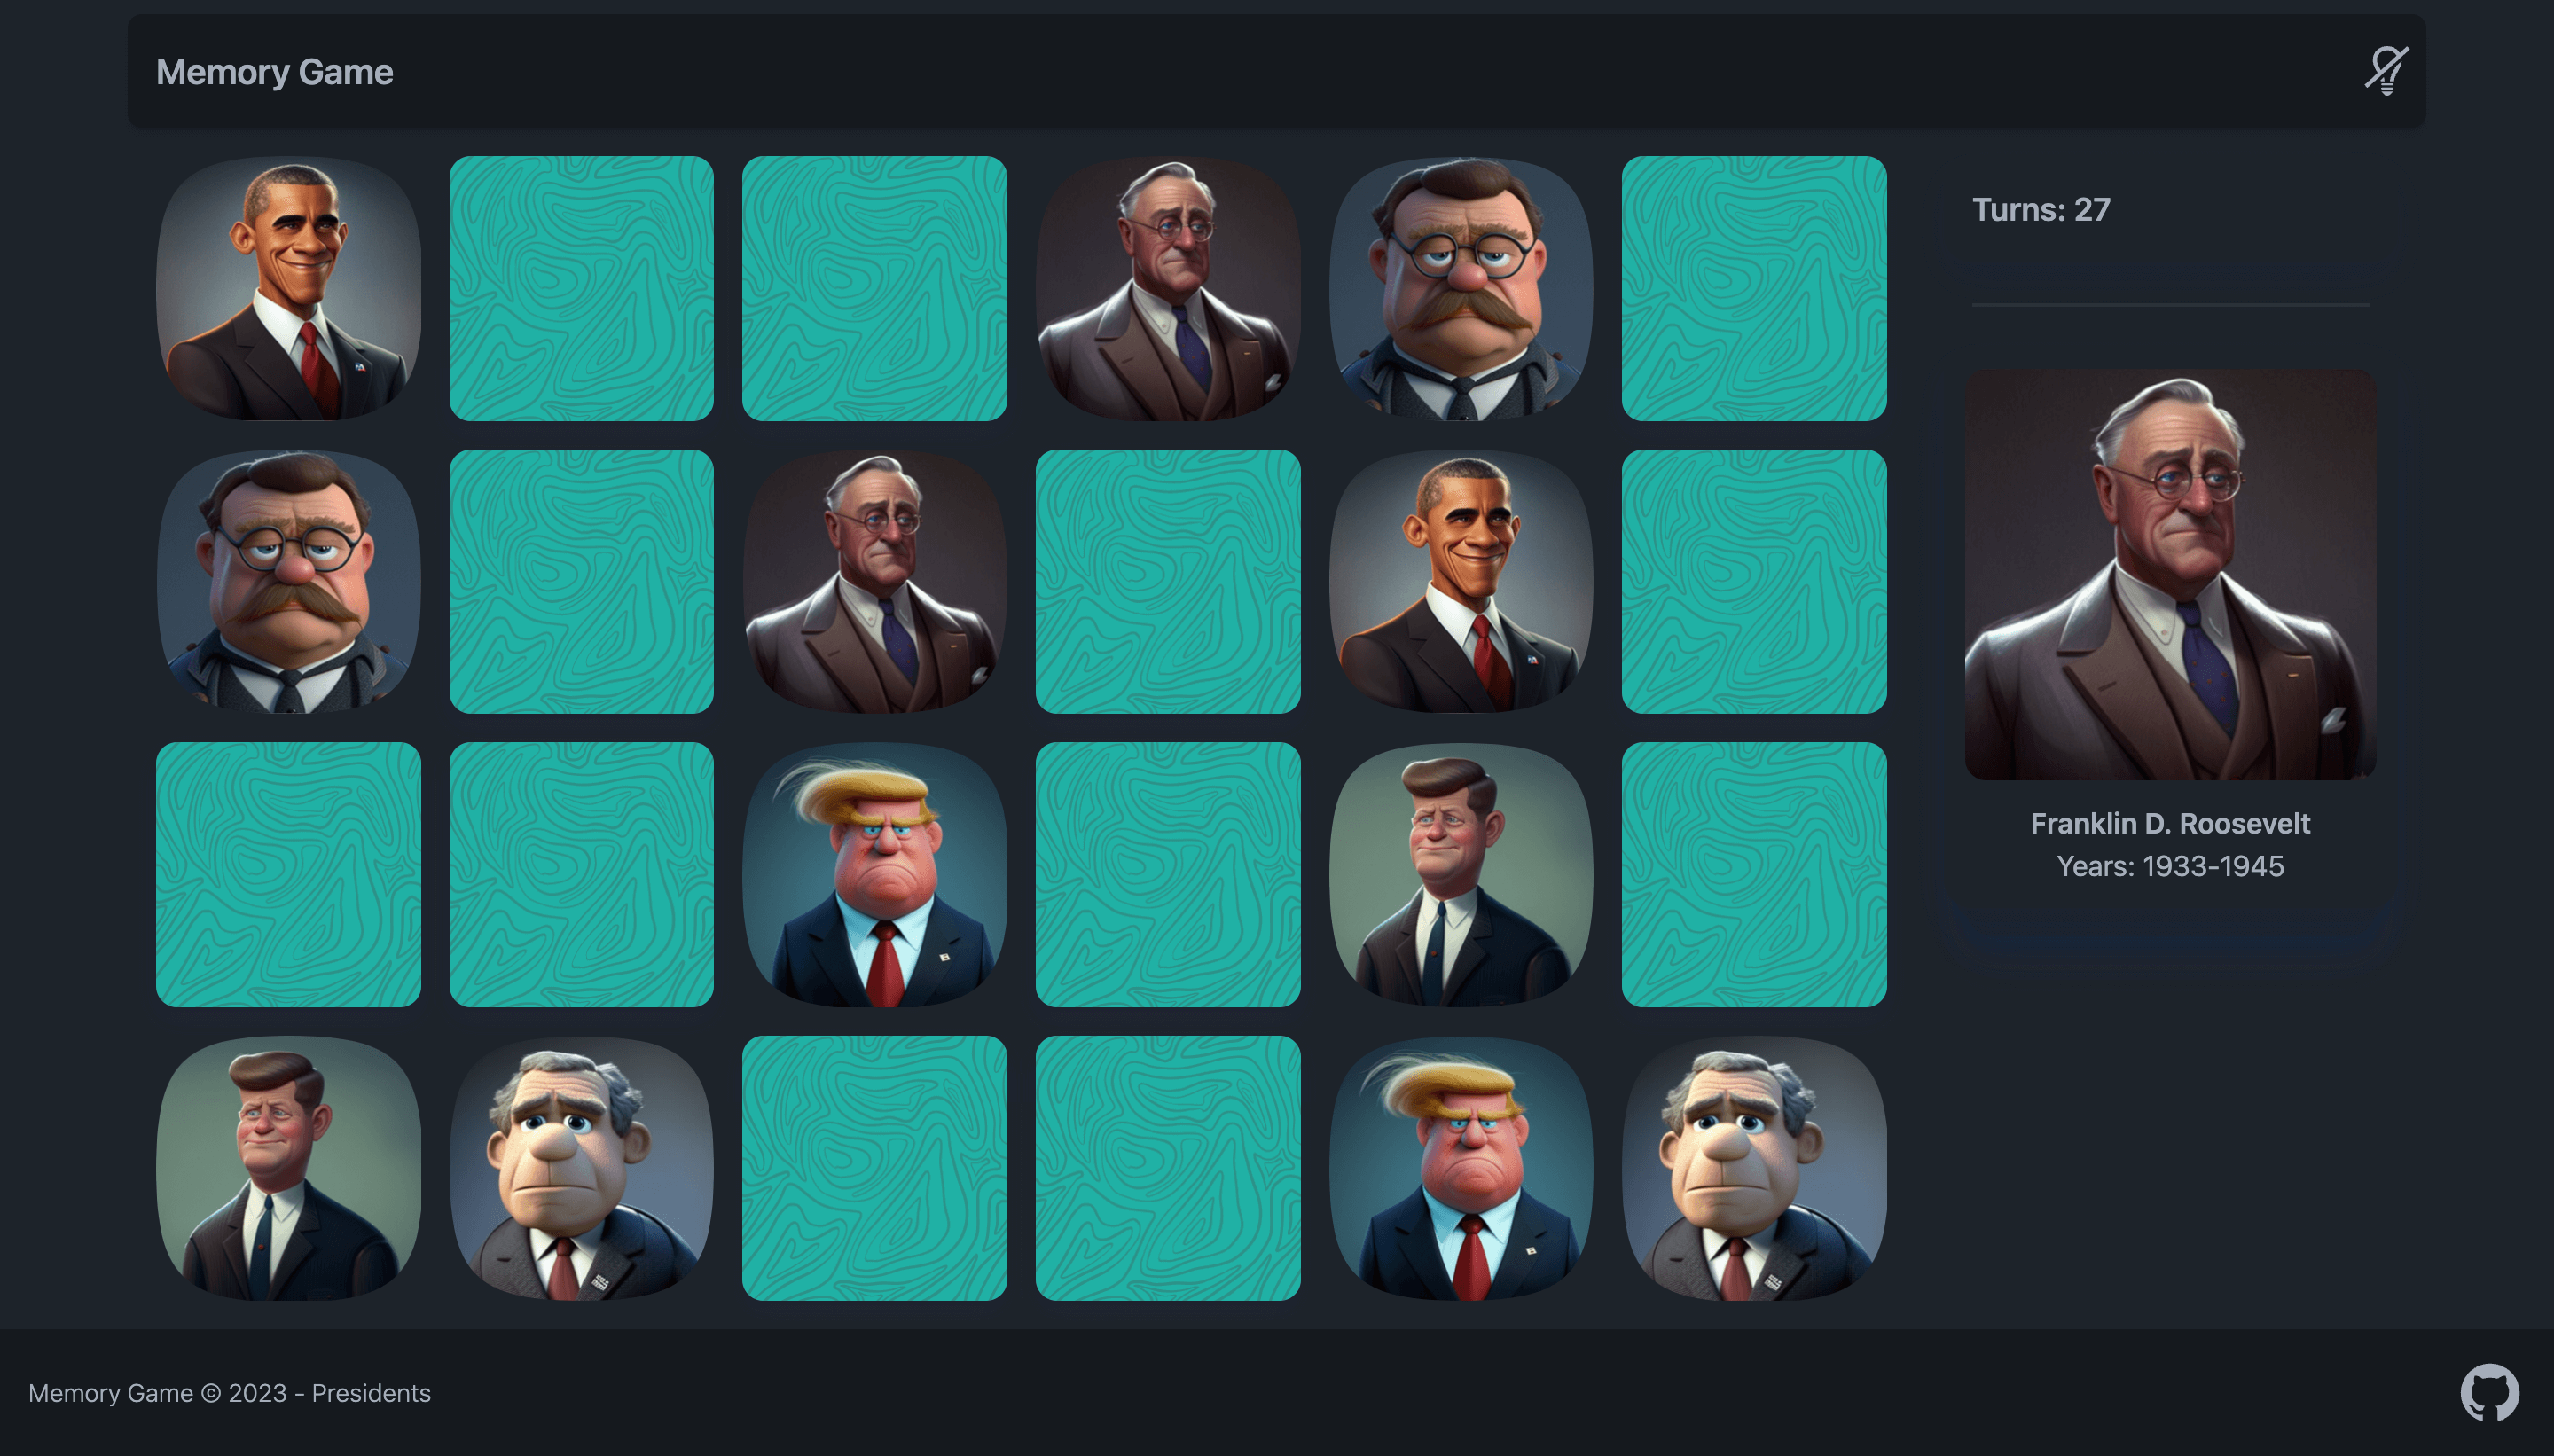 Memory Game
Turns: 27
Franklin D. Roosevelt
Years: 1933-1945
Memory Game © 2023 - Presidents